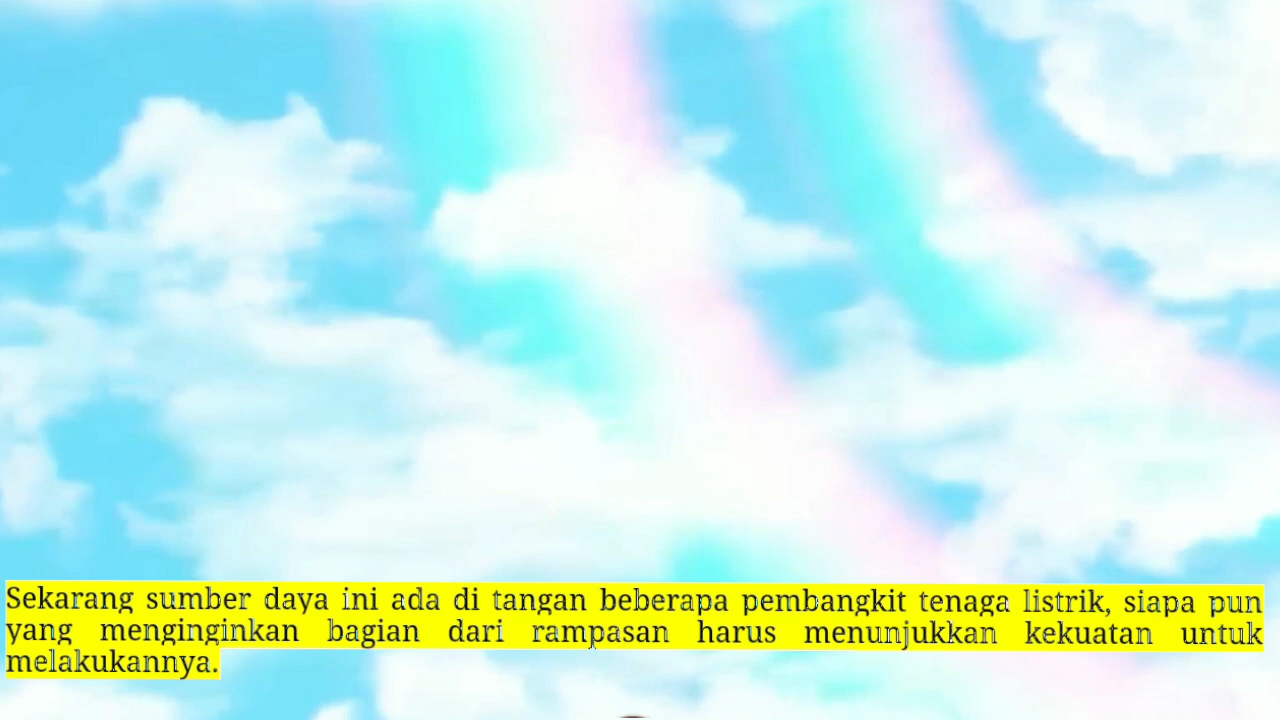 Sekarang sumber daya ini ada di tangan beberapa pembangkit tenaga listrik, siapa pun
yang menginginkan bagian dari rampasan harus menunjukkan kekuatan untuk
melakukannya.